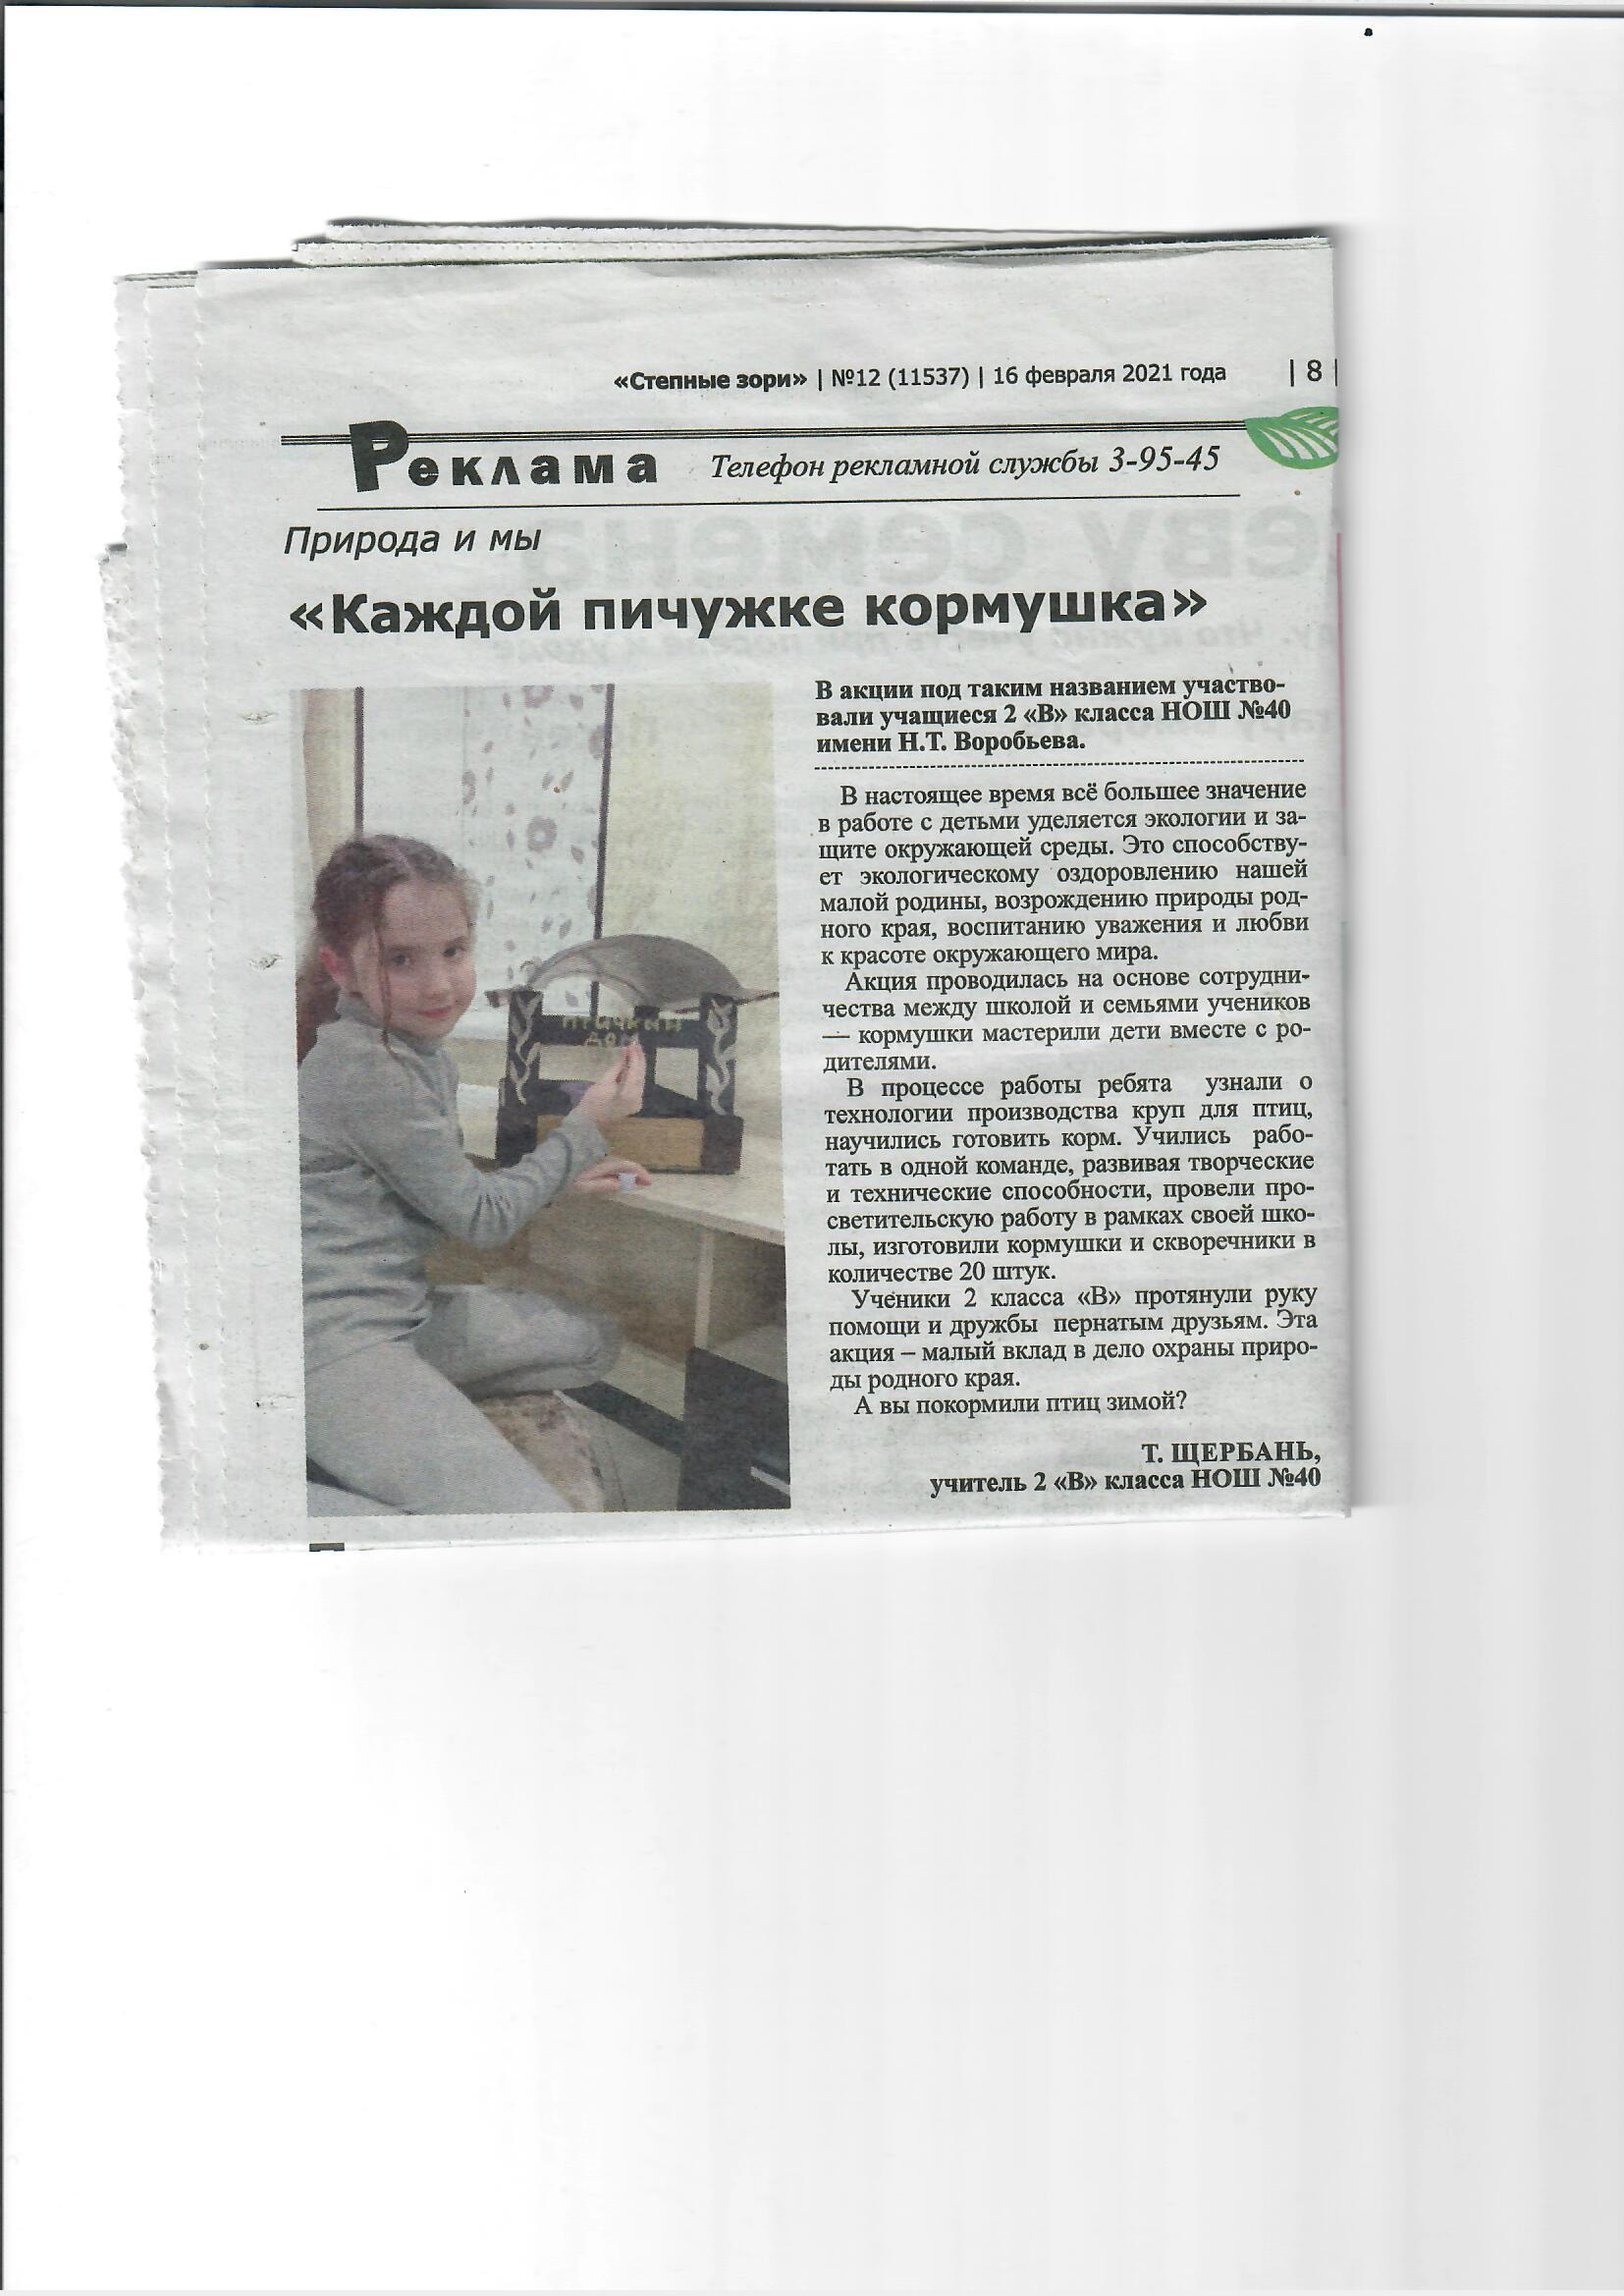 «Степные зори» | №12 (11537) | 16 февраля 2021 года | 8 |
Реклама Телефон рекламной службы 3-95-45
Природа и мы
«Каждой пичужке кормушка»
ПТИЧКИН
ДОМ
В акции под таким названием участво-
вали учащиеся 2 «В» класса НОШ №40
имени Н.Т. Воробьева.
В настоящее время всё большее значение
в работе с детьми уделяется экологии и за-
щите окружающей среды. Это способству-
ет экологическому оздоровлению нашей
малой родины, возрождению природы род-
ного края, воспитанию уважения и любви
к красоте окружающего мира.
Акция проводилась на основе сотрудни-
чества между школой и семьями учеников
— кормушки мастерили дети вместе с ро-
дителями.
В процессе работы ребята узнали о
технологии производства круп для птиц,
научились готовить корм. Учились рабо-
тать в одной команде, развивая творческие
и технические способности, провели про-
светительскую работу в рамках своей шко-
лы, изготовили кормушки и скворечники в
количестве 20 штук.
Ученики 2 класса «В» протянули руку
помощи и дружбы пернатым друзьям. Эта
акция – малый вклад в дело охраны приро-
ды родного края.
А вы покормили птиц зимой?
Т. ЩЕРБАНЬ,
учитель 2 «В» класса НОШ №40